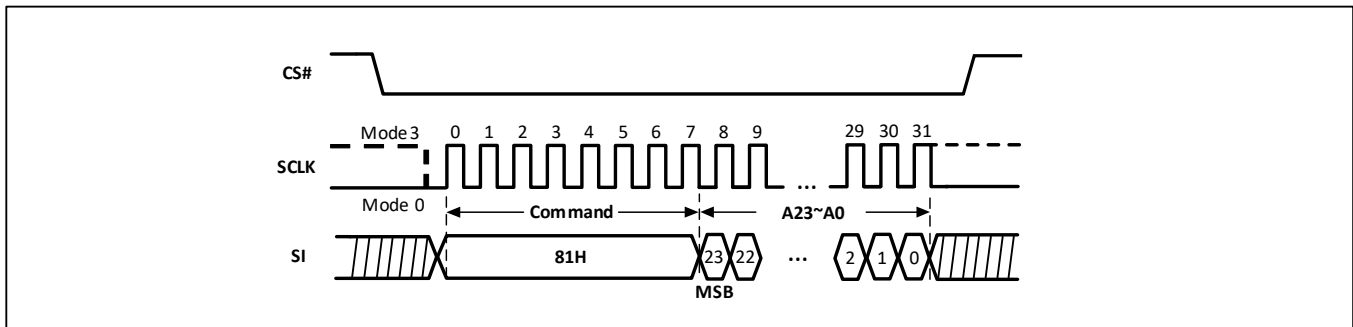 CS#
Mode 3 0 1 2 3 4 5 6 7 8 9 29 30 31
SCLK
...
Mode 0
Command A23~A0
SI 81H 23 22 ... 2 1 0
MSB